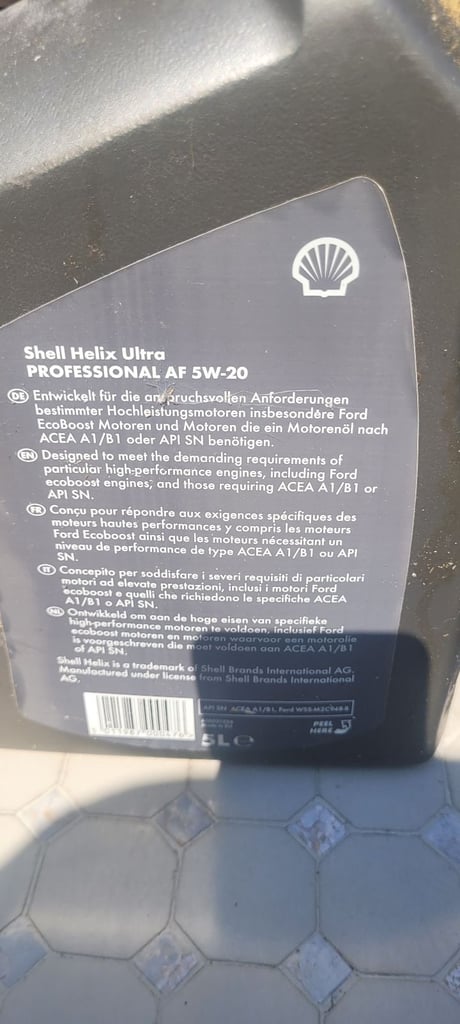 Shell Helix Ultra
PROFESSIONAL AF 5W-20
DE Entwickelt für die anspruchsvollen Anforderungen
bestimmter Hochleistungsmotoren insbesondere Ford
EcoBoost Motoren und Motoren die ein Motorenöl nach
ACEA A1/B1 oder API SN benötigen.
EN Designed to meet the demanding requirements of
particular high-performance engines, including Ford
ecoboost engines, and those requiring ACEA A1/B1 or
API SN.
FR Conçu pour répondre aux exigences spécifiques des
moteurs hautes performances y compris les moteurs
Ford Ecoboost ainsi que les moteurs nécessitant un
niveau de performance de type ACEA A1/B1 ou API
SN.
IT Concepito per soddisfare i severi requisiti di particolari
motori ad elevate prestazioni, inclusi i motori Ford
ecoboost e quelli che richiedono le specifiche ACEA
A1/B1 o API SN.
NL Ontwikkeld om aan de hoge eisen van specifieke
high-performance motoren te voldoen, inclusief Ford
ecoboost motoren en motoren waarvoor een motorolie
is voorgeschreven die moet voldoen aan ACEA A1/B1
of API SN.
Shell Helix is a trademark of Shell Brands International AG.
Manufactured under license from Shell Brands International
AG.
API SN ACEA A1/B1, Ford WSS-M2C948-B
PEEL
HERE
5L e